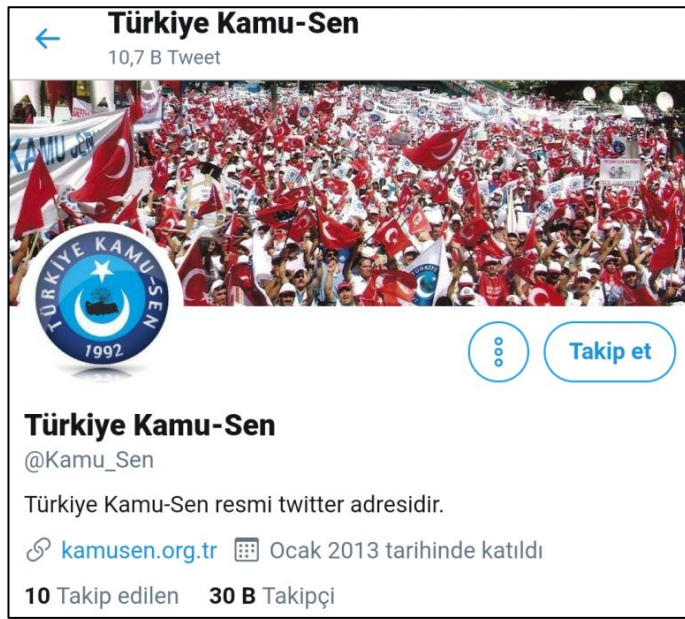 Türkiye Kamu-Sen
10,7 B Tweet
KAMU SEN
TÜRKİYE KAMU-SEN
1992
Takip et
Türkiye Kamu-Sen
@Kamu_Sen
Türkiye Kamu-Sen resmi twitter adresidir.
kamusen.org.tr Ocak 2013 tarihinde katıldı
10 Takip edilen 30 B Takipçi